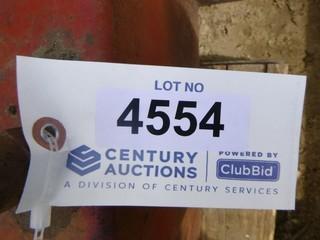 LOT NO
4554
CENTURY AUCTIONS
POWERED BY
ClubBid
A DIVISION OF CENTURY SERVICES